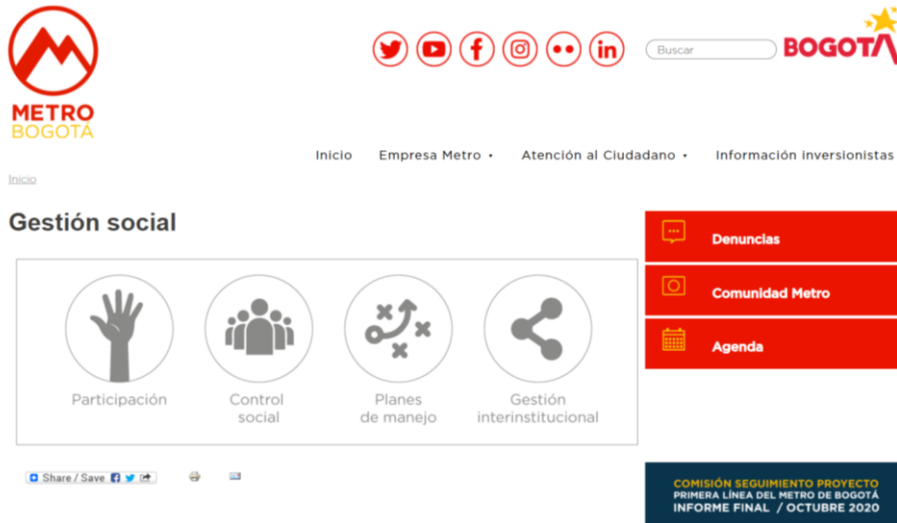 METRO
BOGOTÁ
Buscar
BOGOTÁ
Inicio
Empresa Metro
Atención al Ciudadano
Información inversionistas
Inicio
Gestión social
Participación
Control
social
Planes
de manejo
Gestión
interinstitucional
Denuncias
Comunidad Metro
Agenda
Share / Save
COMISIÓN SEGUIMIENTO PROYECTO
PRIMERA LÍNEA DEL METRO DE BOGOTÁ
INFORME FINAL / OCTUBRE 2020